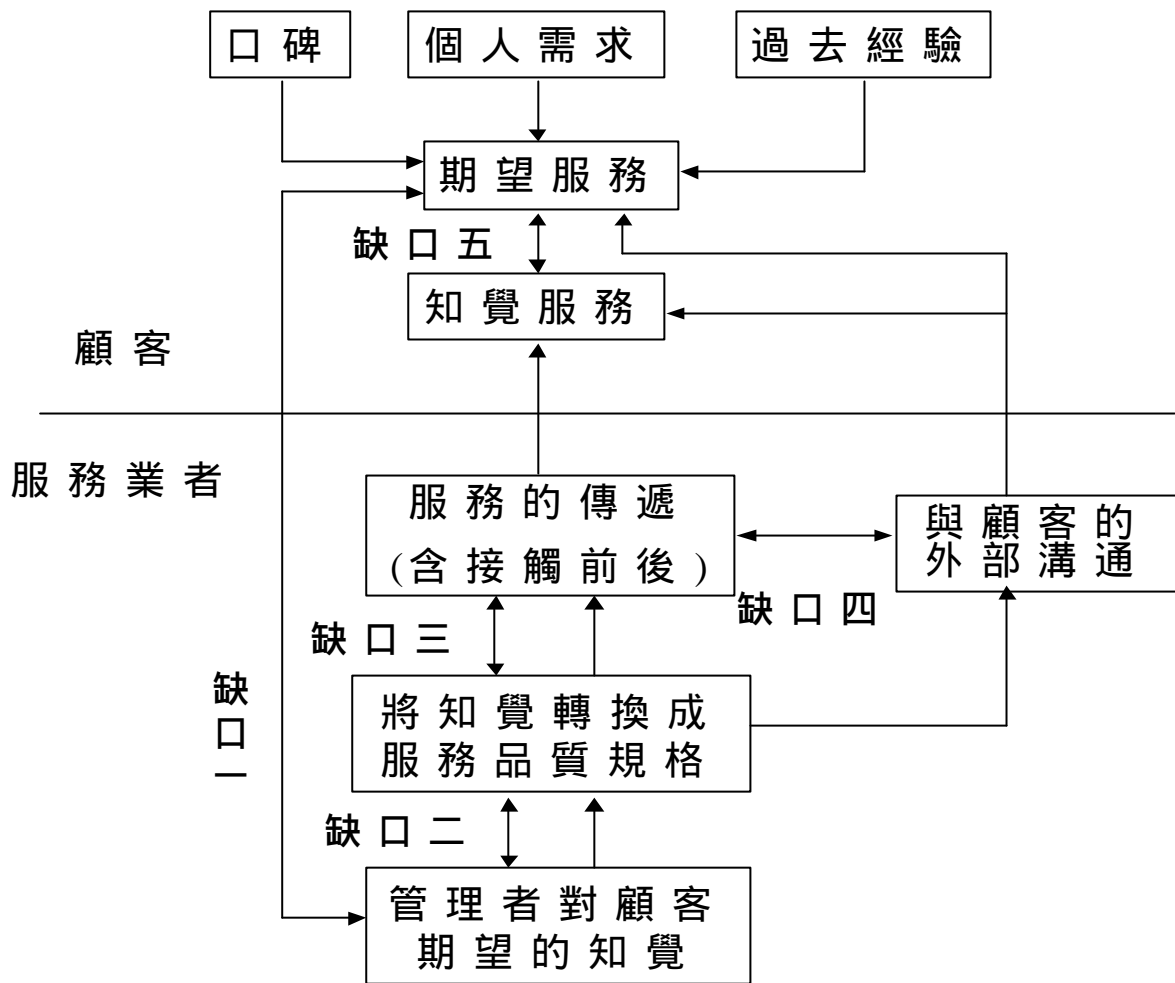 口碑
個人需求
過去經驗
期望服務
缺口五
知覺服務
顧客
服務業者
服務的傳遞
(含接觸前後)
與顧客的
外部溝通
缺口四
缺口三
缺口一
將知覺轉換成
服務品質規格
缺口二
管理者對顧客
期望的知覺